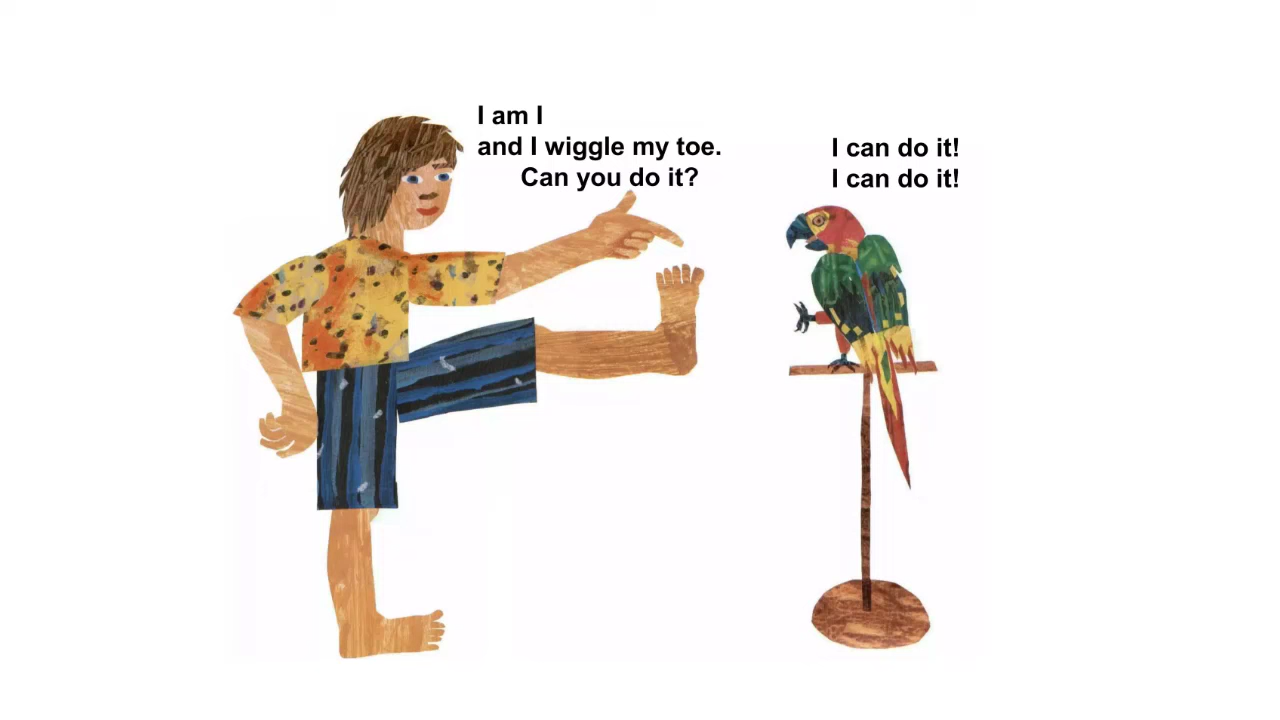 I am I
and I wiggle my toe.
Can you do it?
I can do it!
I can do it!